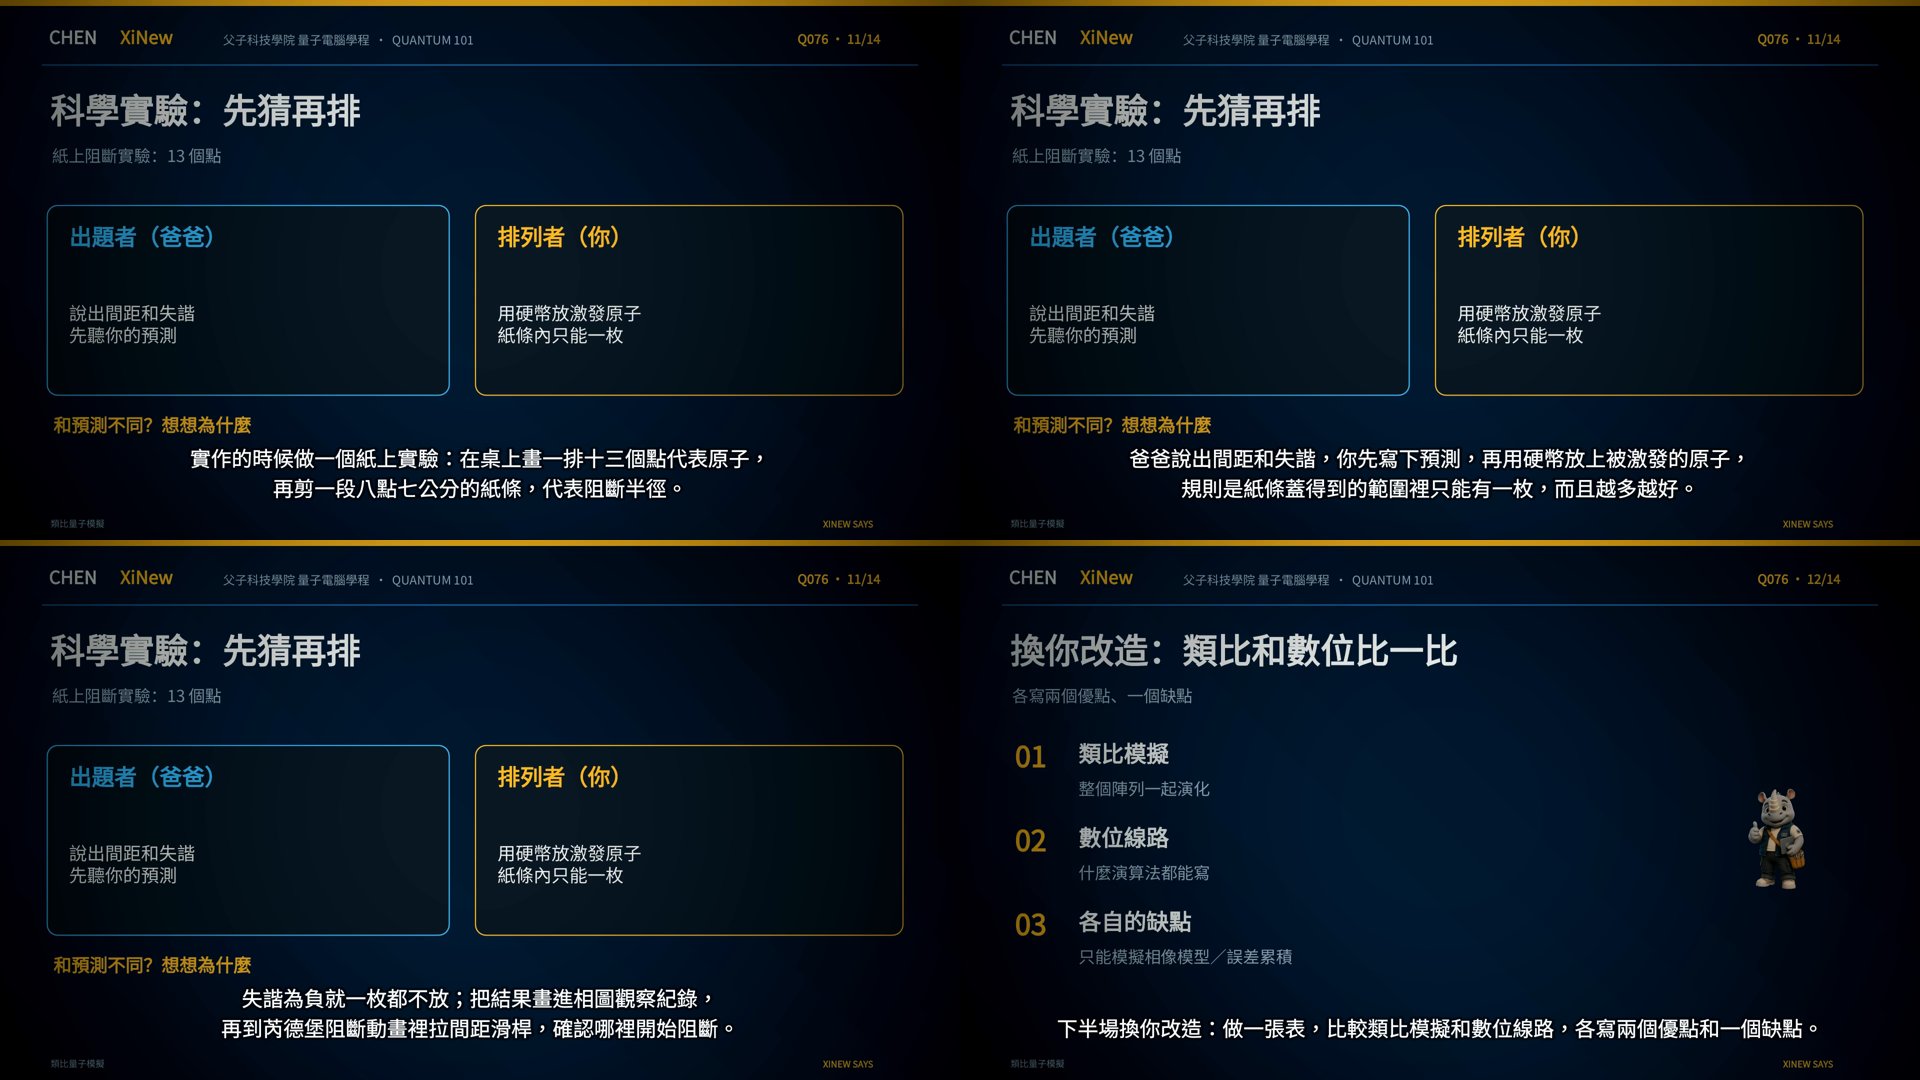 CHEN XiNew 父子科技學院 量子電腦學程 · QUANTUM 101 Q076 · 11/14
科學實驗：先猜再排
紙上阻斷實驗：13 個點
出題者（爸爸）
說出間距和失諧
先聽你的預測
排列者（你）
用硬幣放激發原子
紙條內只能一枚
和預測不同？想想為什麼
實作的時候做一個紙上實驗：在桌上畫一排十三個點代表原子，
再剪一段八點七公分的紙條，代表阻斷半徑。
類比量子模擬 XINEW SAYS
CHEN XiNew 父子科技學院 量子電腦學程 · QUANTUM 101 Q076 · 11/14
科學實驗：先猜再排
紙上阻斷實驗：13 個點
出題者（爸爸）
說出間距和失諧
先聽你的預測
排列者（你）
用硬幣放激發原子
紙條內只能一枚
和預測不同？想想為什麼
爸爸說出間距和失諧，你先寫下預測，再用硬幣放上被激發的原子，
規則是紙條蓋得到的範圍裡只能有一枚，而且越多越好。
類比量子模擬 XINEW SAYS
CHEN XiNew 父子科技學院 量子電腦學程 · QUANTUM 101 Q076 · 11/14
科學實驗：先猜再排
紙上阻斷實驗：13 個點
出題者（爸爸）
說出間距和失諧
先聽你的預測
排列者（你）
用硬幣放激發原子
紙條內只能一枚
和預測不同？想想為什麼
失諧為負就一枚都不放；把結果畫進相圖觀察紀錄，
再到芮德堡阻斷動畫裡拉間距滑桿，確認哪裡開始阻斷。
類比量子模擬 XINEW SAYS
CHEN XiNew 父子科技學院 量子電腦學程 · QUANTUM 101 Q076 · 12/14
換你改造：類比和數位比一比
各寫兩個優點、一個缺點
01 類比模擬
整個陣列一起演化
02 數位線路
什麼演算法都能寫
03 各自的缺點
只能模擬相像模型／誤差累積
下半場換你改造：做一張表，比較類比模擬和數位線路，各寫兩個優點和一個缺點。
類比量子模擬 XINEW SAYS